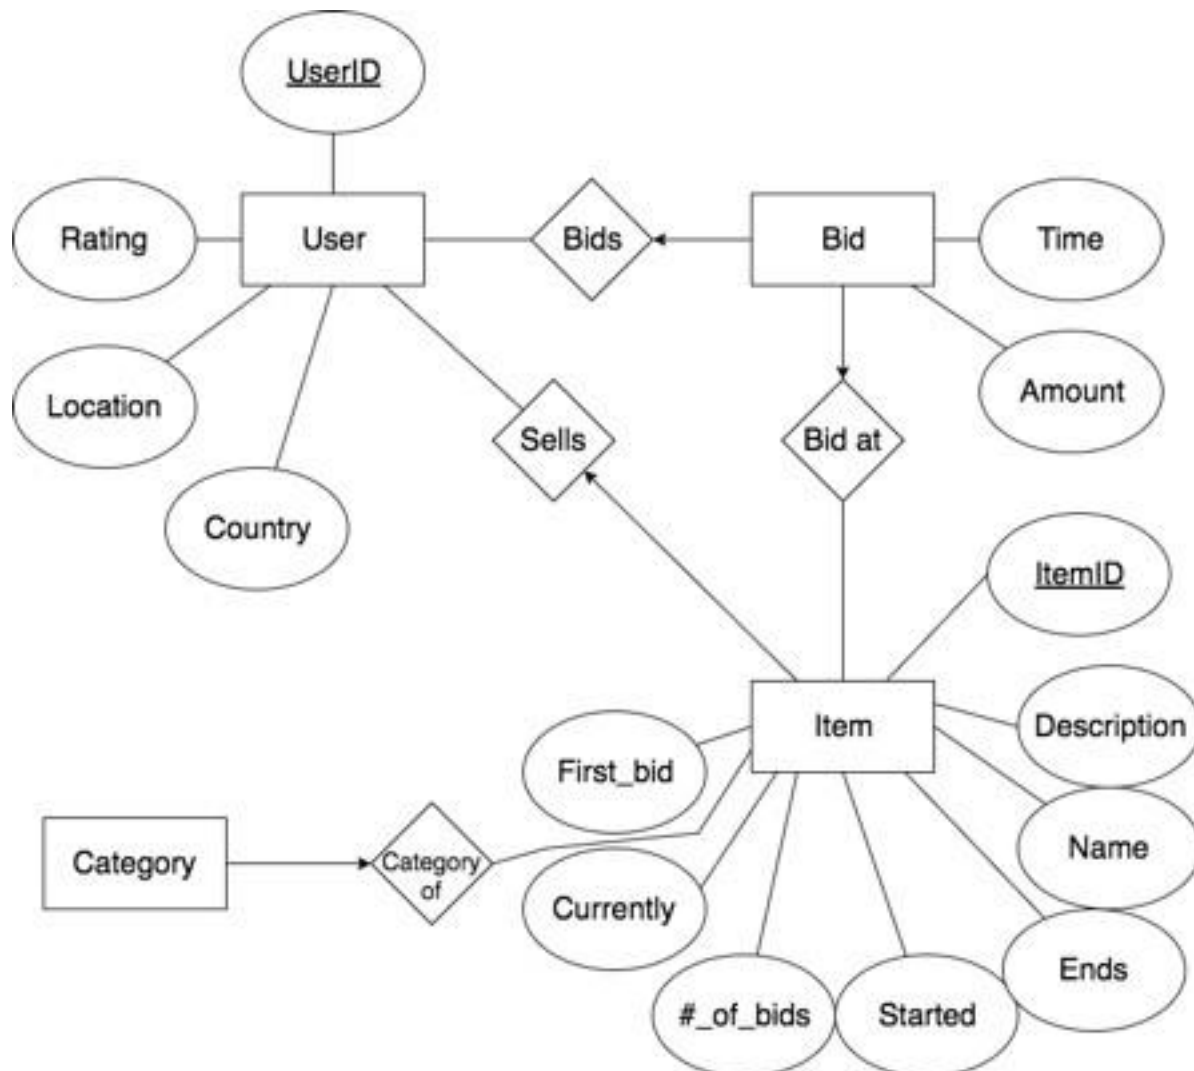 UserID
Rating
User
Bids
Bid
Time
Location
Sells
Bid at
Amount
Country
ItemID
First_bid
Item
Description
Category
Category
of
Currently
Name
#_of_bids
Started
Ends